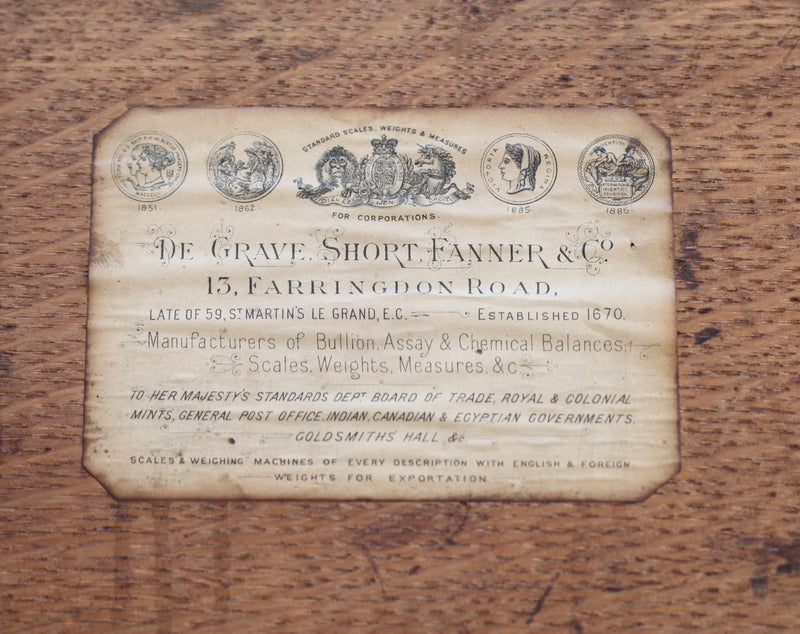 STANDARD SCALES, WEIGHTS & MEASURES
VICTORIA REGINA
1851.
1862.
1885.
1885.
FOR CORPORATIONS.
DE GRAVE, SHORT, FANNER & Co.
13, FARRINGDON ROAD,
LATE OF 59, ST MARTIN'S LE GRAND, E.C. ESTABLISHED 1670.
Manufacturers of Bullion, Assay & Chemical Balances,
Scales, Weights, Measures, &c.
TO HER MAJESTY'S STANDARDS DEPT BOARD OF TRADE, ROYAL & COLONIAL
MINTS, GENERAL POST OFFICE, INDIAN, CANADIAN & EGYPTIAN GOVERNMENTS.
GOLDSMITHS' HALL, &c.
SCALES & WEIGHING MACHINES OF EVERY DESCRIPTION WITH ENGLISH & FOREIGN
WEIGHTS FOR EXPORTATION.